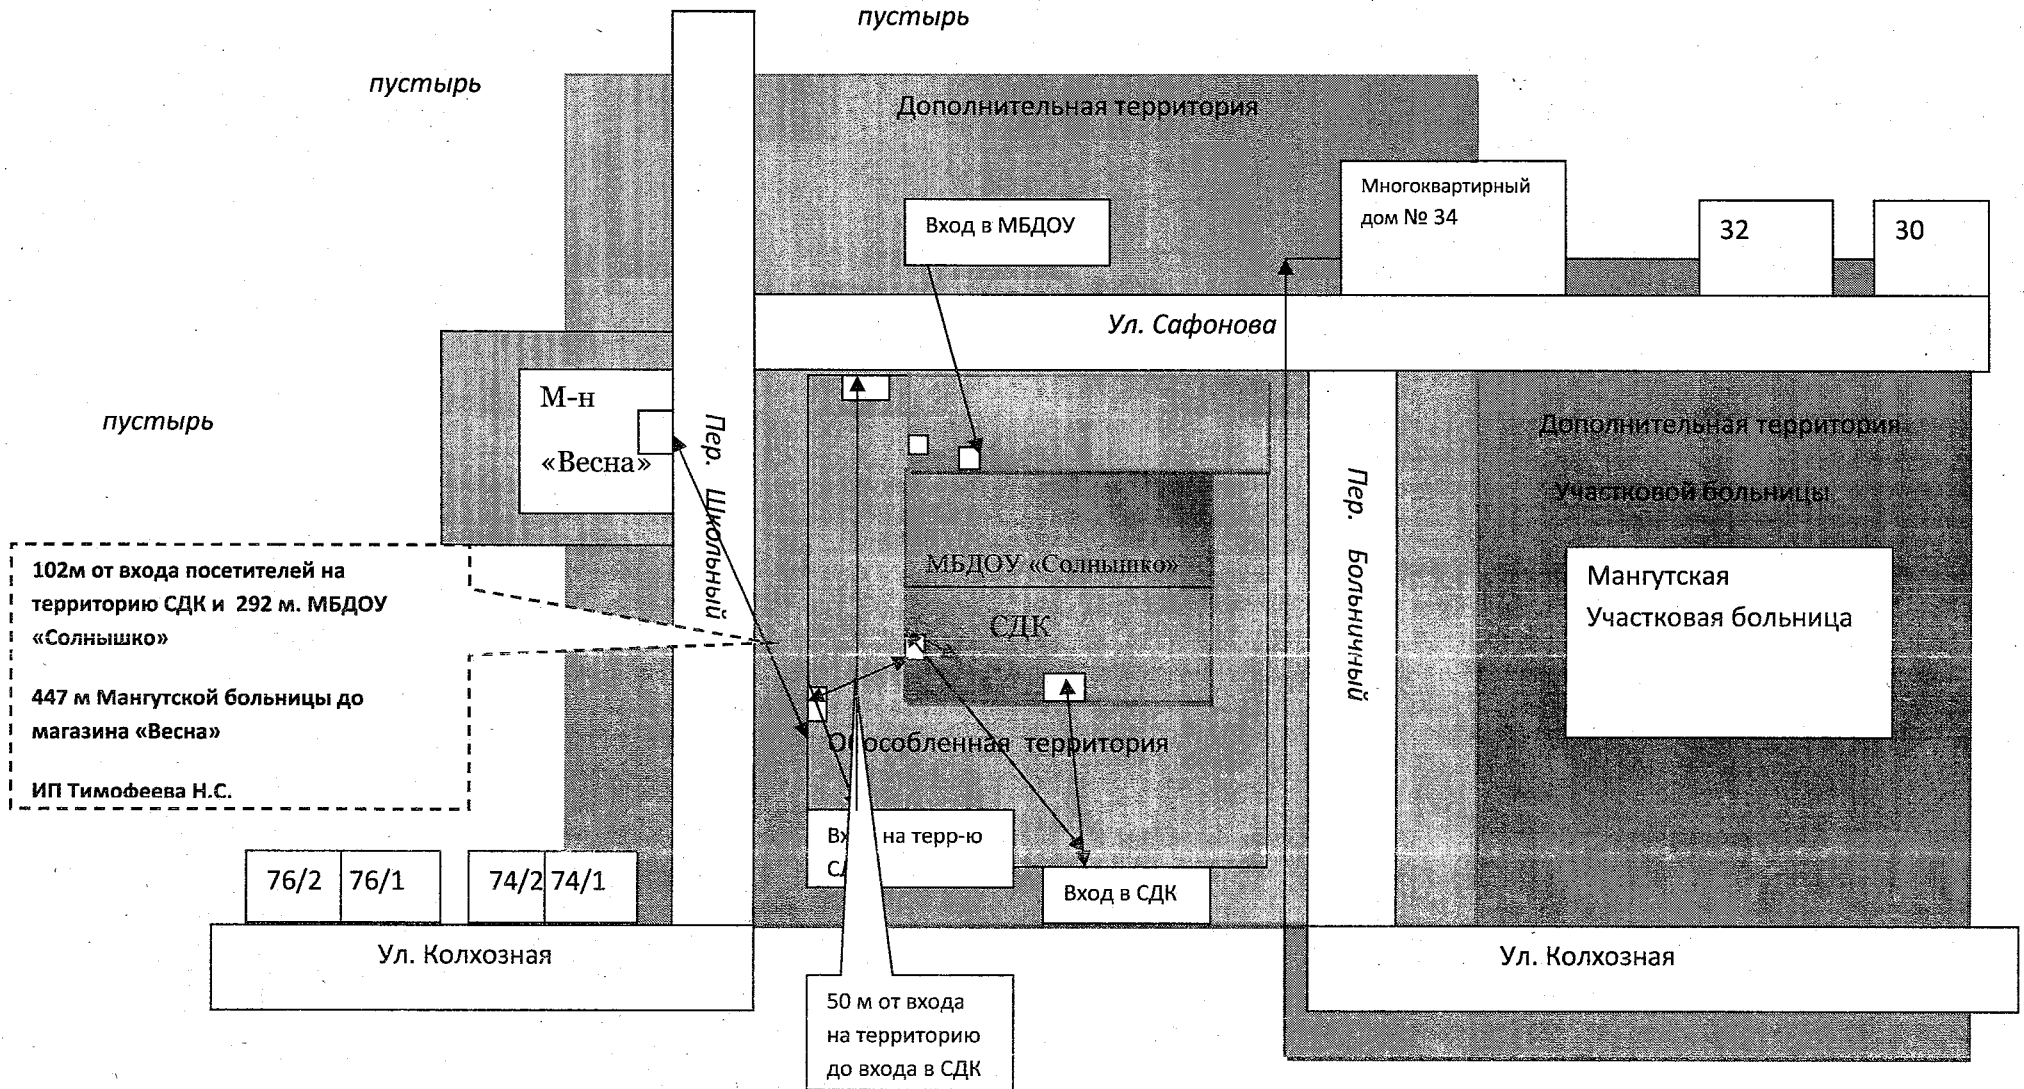 пустырь
пустырь
Дополнительная территория
Многоквартирный
дом № 34
Вход в МБДОУ
32
30
Ул. Сафонова
М-н
«Весна»
пустырь
Пер. Школьный
Пер. Больничный
Дополнительная территория
Участковой больницы
МБДОУ «Солнышко»
СДК
Мангутская
Участковая больница
102м от входа посетителей на
территорию СДК и 292 м. МБДОУ
«Солнышко»
447 м Мангутской больницы до
магазина «Весна»
ИП Тимофеева Н.С.
Обособленная территория
на терр-ю
76/2
76/1
74/2
74/1
Вход в СДК
Ул. Колхозная
Ул. Колхозная
50 м от входа
на территорию
до входа в СДК